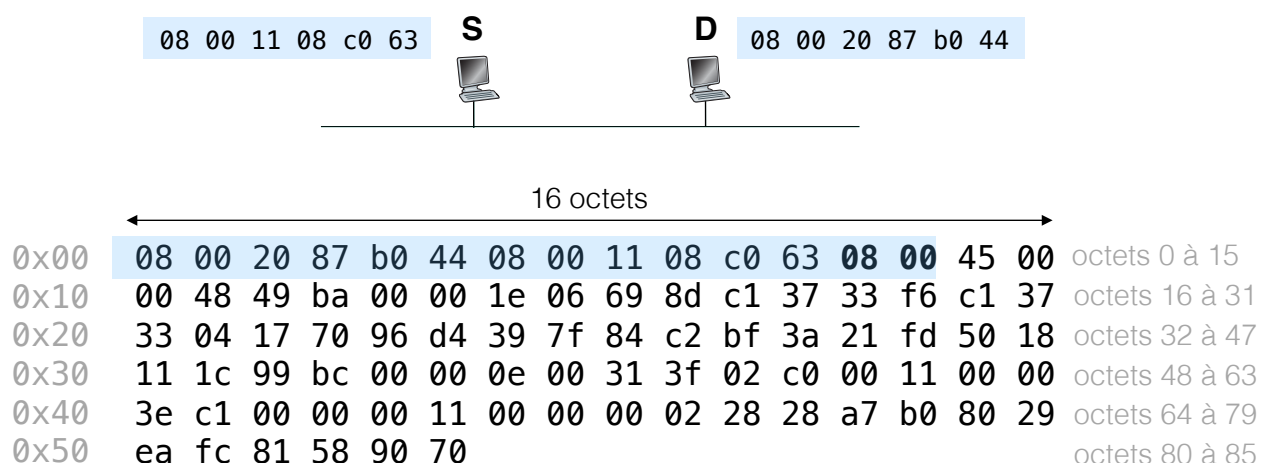 S D
08 00 11 08 c0 63 08 00 20 87 b0 44
16 octets
0x00 08 00 20 87 b0 44 08 00 11 08 c0 63 08 00 45 00 octets 0 à 15
0x10 00 48 49 ba 00 00 1e 06 69 8d c1 37 33 f6 c1 37 octets 16 à 31
0x20 33 04 17 70 96 d4 39 7f 84 c2 bf 3a 21 fd 50 18 octets 32 à 47
0x30 11 1c 99 bc 00 00 0e 00 31 3f 02 c0 00 11 00 00 octets 48 à 63
0x40 3e c1 00 00 00 11 00 00 00 02 28 28 a7 b0 80 29 octets 64 à 79
0x50 ea fc 81 58 90 70 octets 80 à 85